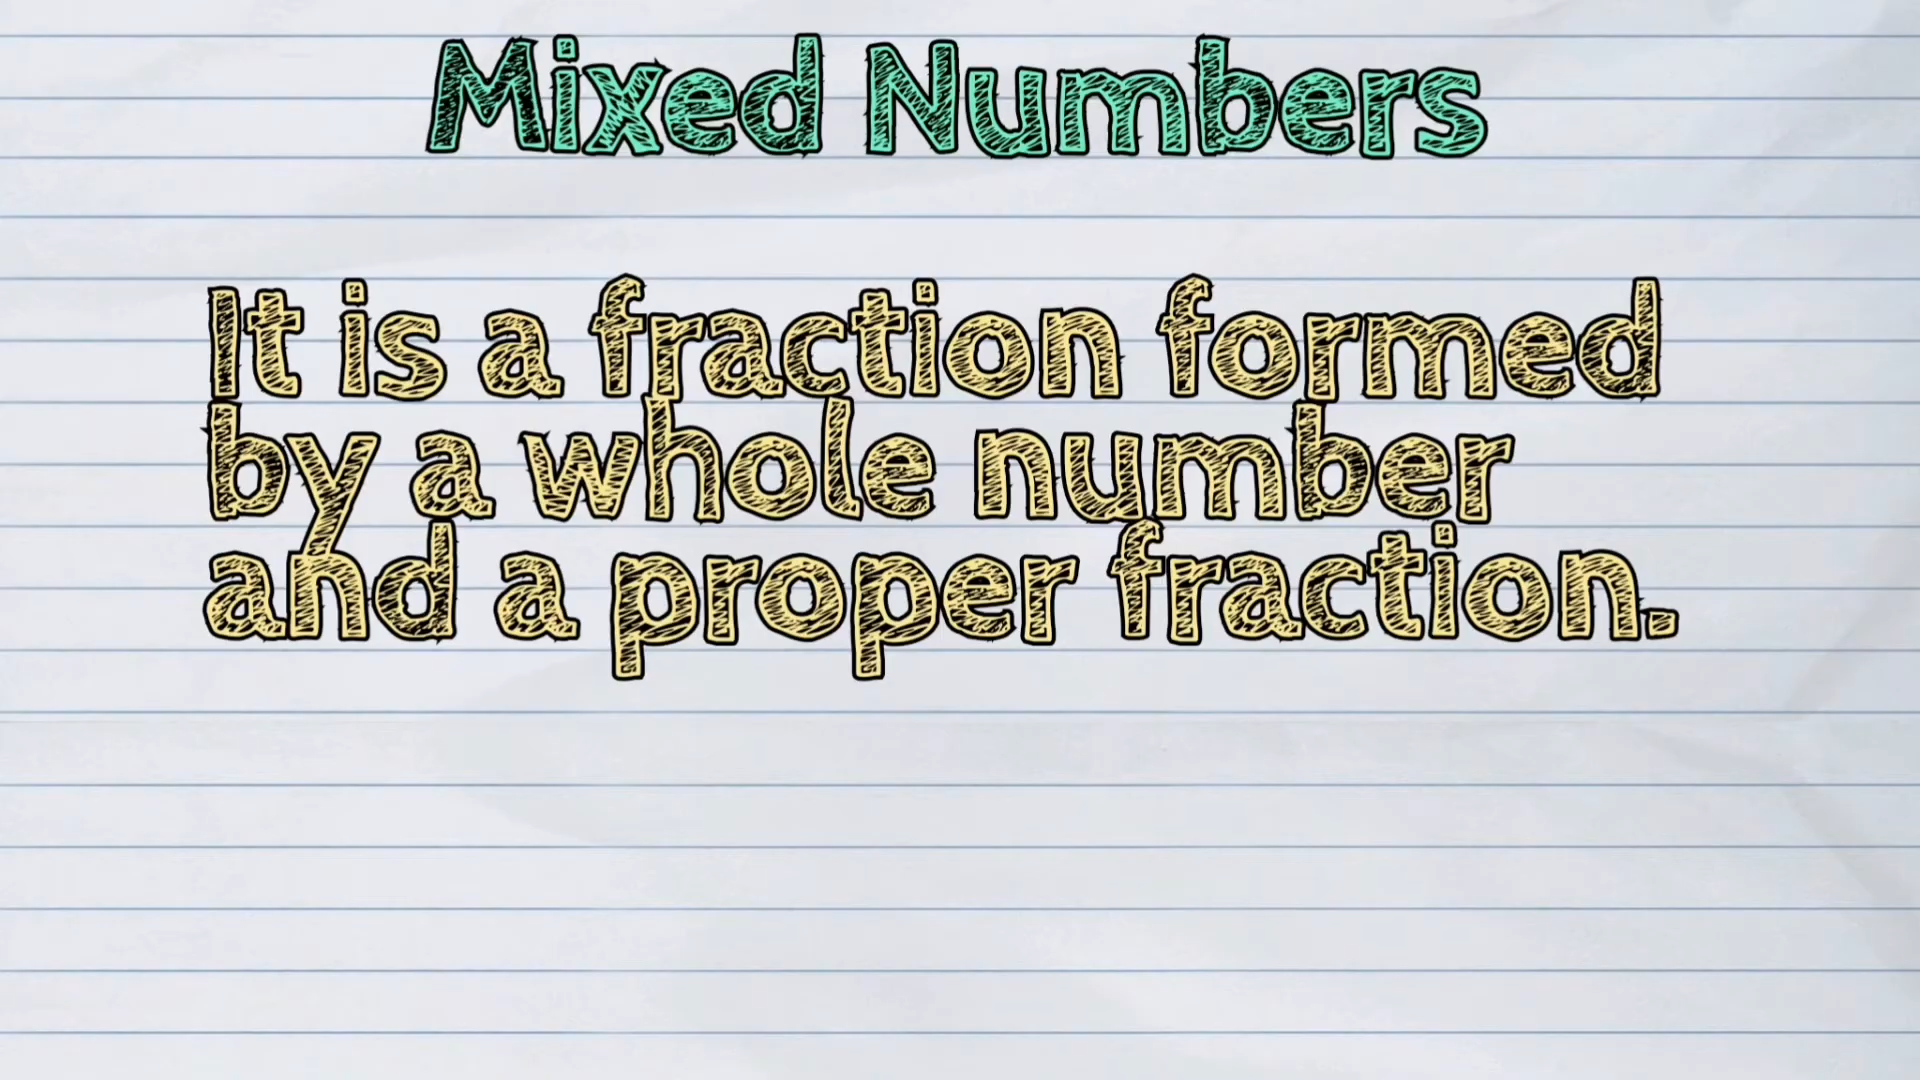 Mixed Numbers
It is a fraction formed
by a whole number
and a proper fraction.